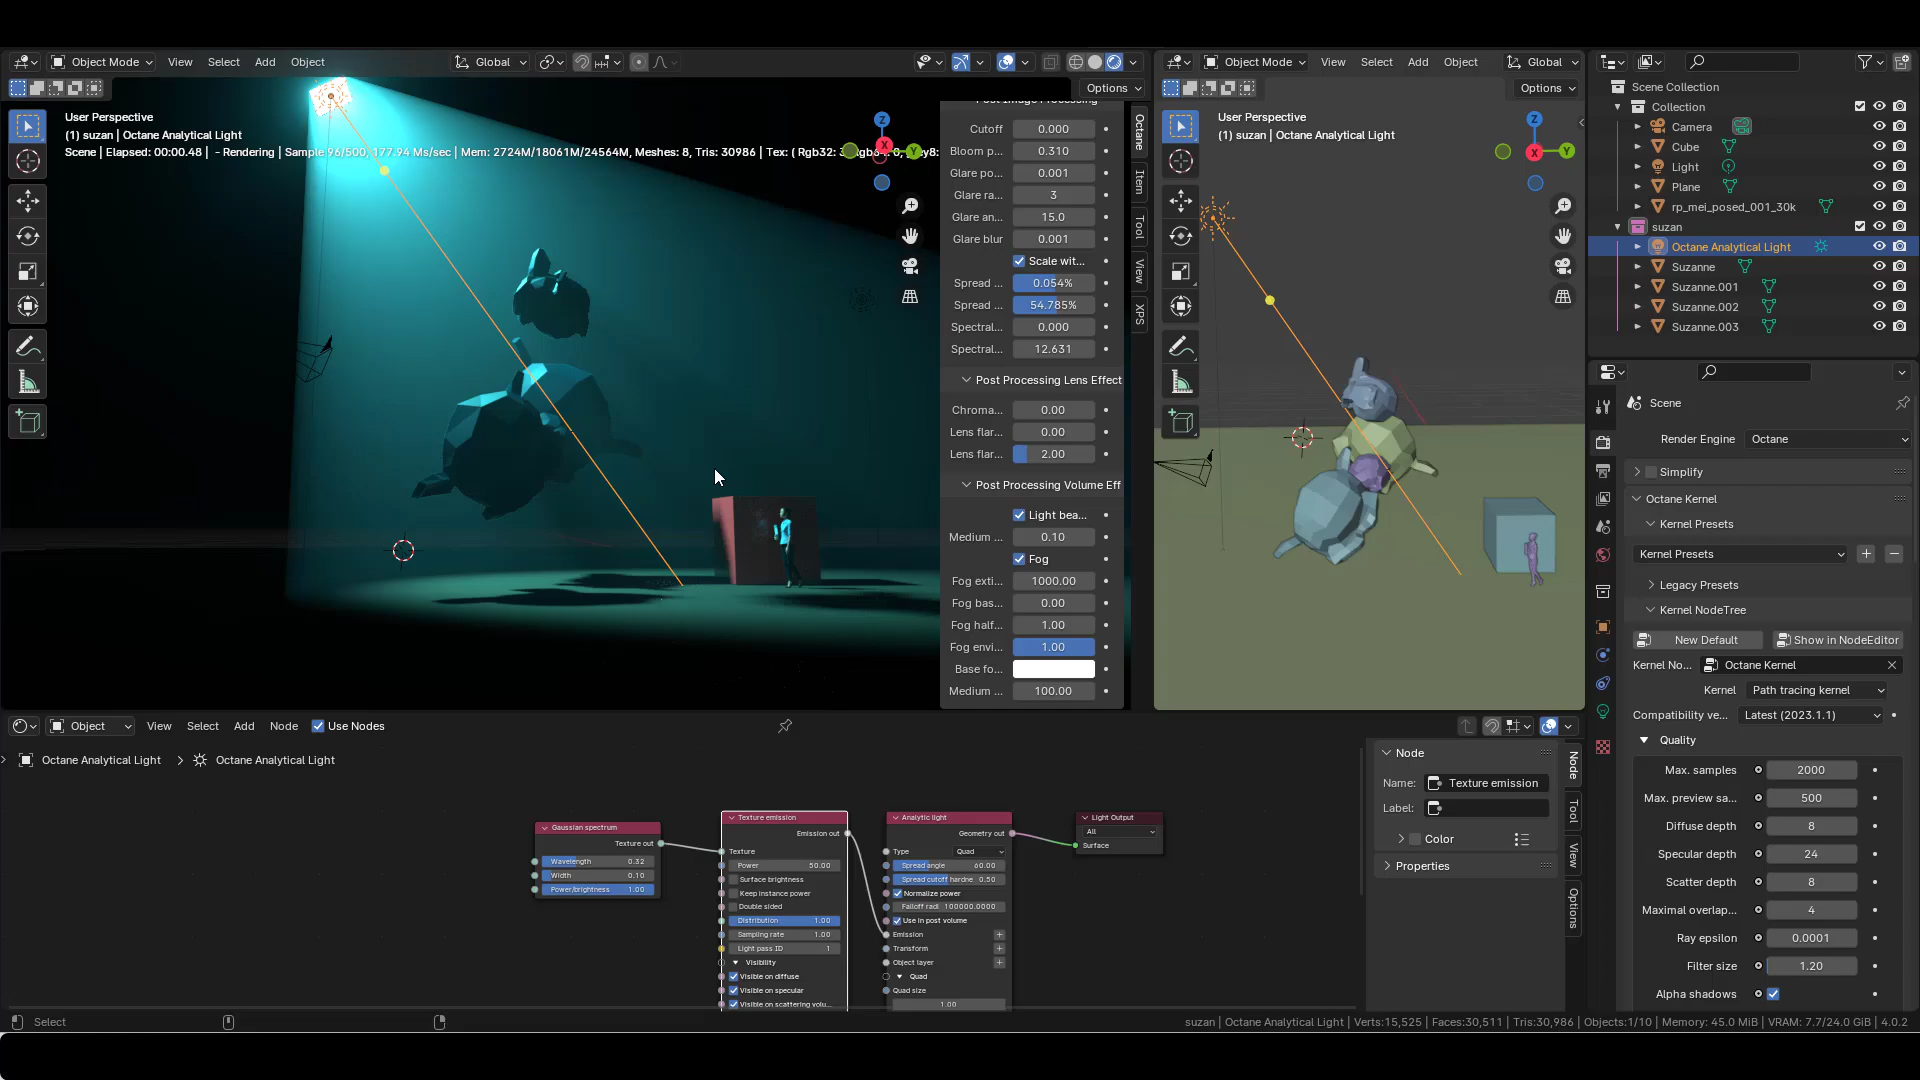 Object Mode
View
Select
Add
Object
Global
Options
User Perspective
(1) suzan | Octane Analytical Light
Scene | Elapsed: 00:00.48 | - Rendering | Sample 96/500, 177.94 Ms/sec | Mem: 2724M/18061M/24564M, Meshes: 8, Tris: 30986 | Tex: ( Rgb32:
Z
X
Y
Cutoff 0.000
Bloom p... 0.310
Glare po... 0.001
Glare ra... 3
Glare an... 15.0
Glare blur 0.001
Scale wit...
Spread ... 0.054%
Spread ... 54.785%
Spectral... 0.000
Spectral... 12.631
Post Processing Lens Effect
Chroma... 0.00
Lens flar... 0.00
Lens flar... 2.00
Post Processing Volume Eff
Light bea...
Medium ... 0.10
Fog
Fog exti... 1000.00
Fog bas... 0.00
Fog half... 1.00
Fog envi... 1.00
Base fo...
Medium ... 100.00
Octane
Item
Tool
View
XPS
Object Mode
View
Select
Add
Object
Global
Options
User Perspective
(1) suzan | Octane Analytical Light
Z
X
Y
Scene Collection
Collection
Camera
Cube
Light
Plane
rp_mei_posed_001_30k
suzan
Octane Analytical Light
Suzanne
Suzanne.001
Suzanne.002
Suzanne.003
Scene
Render Engine Octane
Simplify
Octane Kernel
Kernel Presets
Kernel Presets
Legacy Presets
Kernel NodeTree
New Default
Show in NodeEditor
Kernel No... Octane Kernel
Kernel Path tracing kernel
Compatibility ve... Latest (2023.1.1)
Quality
Max. samples 2000
Max. preview sa... 500
Diffuse depth 8
Specular depth 24
Scatter depth 8
Maximal overlap... 4
Ray epsilon 0.0001
Filter size 1.20
Alpha shadows
Object
View
Select
Add
Node
Use Nodes
Octane Analytical Light > Octane Analytical Light
Gaussian spectrum
Texture out
Wavelength 0.32
Width 0.10
Power/brightness 1.00
Texture emission
Emission out
Texture
Power 50.00
Surface brightness
Keep instance power
Double sided
Distribution 1.00
Sampling rate 1.00
Light pass ID 1
Visibility
Visible on diffuse
Visible on specular
Visible on scattering volu...
Analytic light
Geometry out
Type Quad
Spread angle 60.00
Spread cutoff hardne 0.50
Normalize power
Falloff radi 100000.0000
Use in post volume
Emission
Transform
Object layer
Quad
Quad size
1.00
Light Output
All
Surface
Node
Name: Texture emission
Label:
Color
Properties
Node
Tool
View
Options
Select
suzan | Octane Analytical Light | Verts:15,525 | Faces:30,511 | Tris:30,986 | Objects:1/10 | Memory: 45.0 MiB | VRAM: 7.7/24.0 GiB | 4.0.2